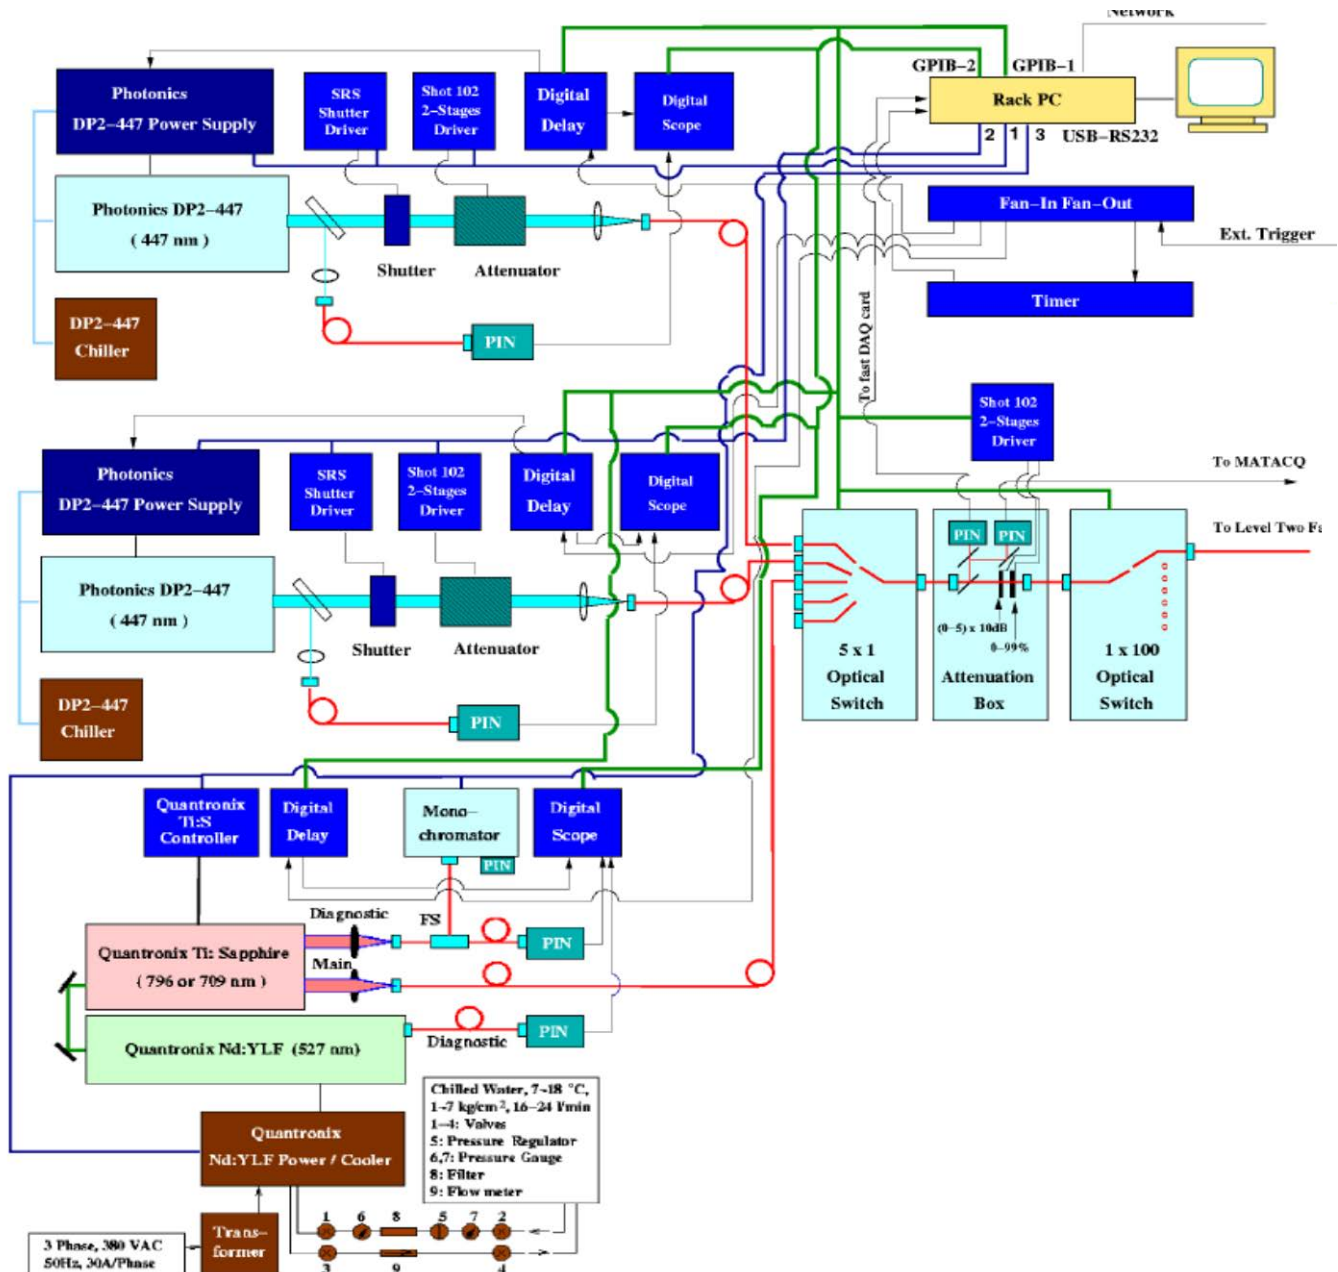 Network
GPIB-2
GPIB-1
Photonics
DP2-447 Power Supply
SRS
Shutter
Driver
Shot 102
2-Stages
Driver
Digital
Delay
Digital
Scope
Rack PC
2
1
3
USB-RS232
Photonics DP2-447
( 447 nm )
Shutter
Attenuator
Fan-In Fan-Out
Ext. Trigger
Timer
DP2-447
Chiller
PIN
To fast DAQ card
Shot 102
2-Stages
Driver
Photonics
DP2-447 Power Supply
SRS
Shutter
Driver
Shot 102
2-Stages
Driver
Digital
Delay
Digital
Scope
To MATACQ
To Level Two Fa
PIN
PIN
Photonics DP2-447
( 447 nm )
Shutter
Attenuator
(0-5) x 10dB
0-99%
5 x 1
Optical
Switch
Attenuation
Box
1 x 100
Optical
Switch
DP2-447
Chiller
PIN
Quantronix
Ti:S
Controller
Digital
Delay
Mono-
chromator
PIN
Digital
Scope
Diagnostic
FS
PIN
Quantronix Ti: Sapphire
( 796 or 709 nm )
Main
Quantronix Nd:YLF (527 nm)
Diagnostic
PIN
Chilled Water, 7-18 °C,
1-7 kg/cm², 16-24 l/min
1-4: Valves
5: Pressure Regulator
6,7: Pressure Gauge
8: Filter
9: Flow meter
Quantronix
Nd:YLF Power / Cooler
1 6 8 5 7 2
3 9 4
Trans-
former
3 Phase, 380 VAC
50Hz, 30A/Phase